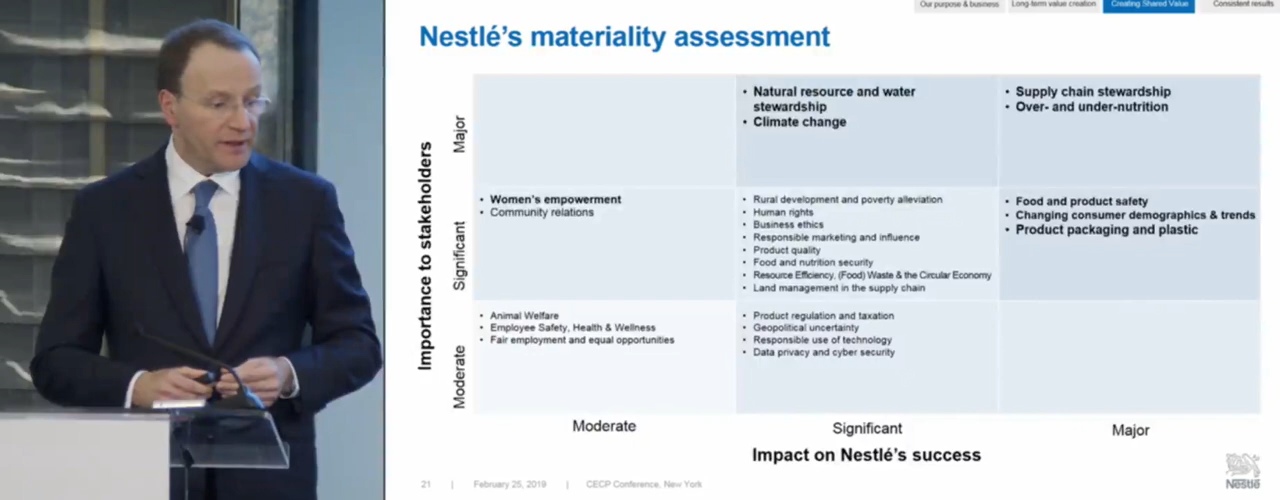 Our purpose & business
Long-term value creation
Creating Shared Value
Consistent results
Nestlé's materiality assessment
Importance to stakeholders
Major
• Natural resource and water
stewardship
• Climate change
• Supply chain stewardship
• Over- and under-nutrition
Significant
• Women's empowerment
• Community relations
• Rural development and poverty alleviation
• Human rights
• Business ethics
• Responsible marketing and influence
• Product quality
• Food and nutrition security
• Resource Efficiency, (Food) Waste & the Circular Economy
• Land management in the supply chain
• Food and product safety
• Changing consumer demographics & trends
• Product packaging and plastic
Moderate
• Animal Welfare
• Employee Safety, Health & Wellness
• Fair employment and equal opportunities
• Product regulation and taxation
• Geopolitical uncertainty
• Responsible use of technology
• Data privacy and cyber security
Moderate
Significant
Major
Impact on Nestlé's success
21 | February 25, 2019 | CECP Conference, New York
Nestlé